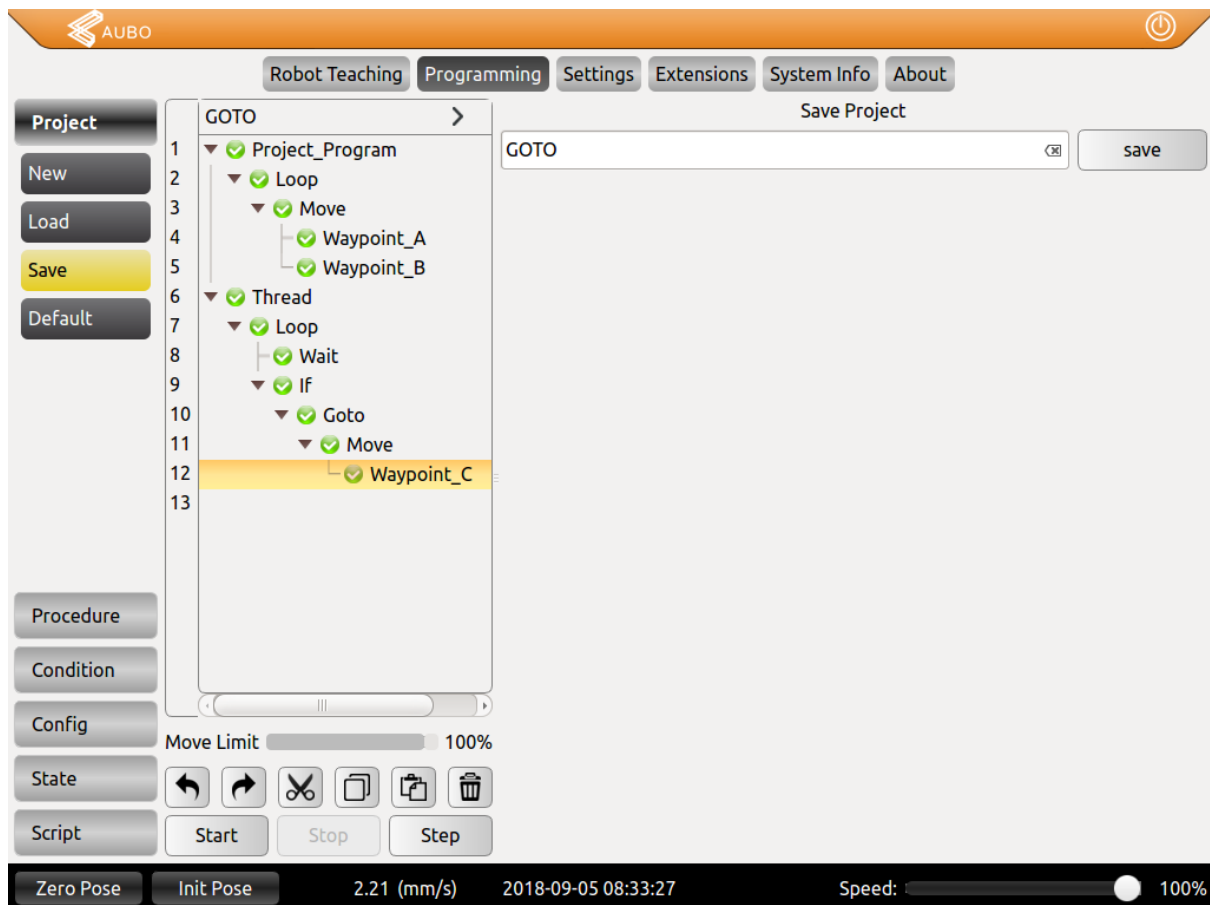 AUBO
Robot Teaching Programming Settings Extensions System Info About
Project
New
Load
Save
Default
Procedure
Condition
Config
State
Script
GOTO
1 Project_Program
2 Loop
3 Move
4 Waypoint_A
5 Waypoint_B
6 Thread
7 Loop
8 Wait
9 If
10 Goto
11 Move
12 Waypoint_C
13
Move Limit 100%
Start Stop Step
Save Project
GOTO save
Zero Pose Init Pose 2.21 (mm/s) 2018-09-05 08:33:27 Speed: 100%